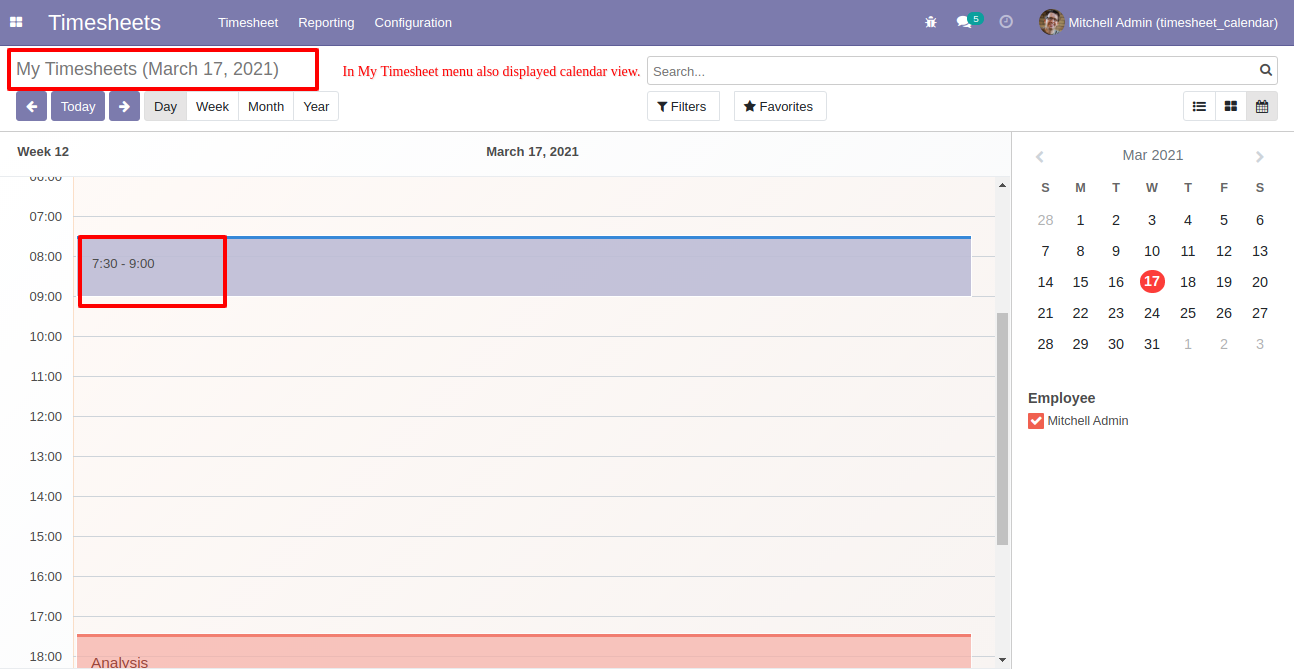 Timesheets Timesheet Reporting Configuration 5 Mitchell Admin (timesheet_calendar)
My Timesheets (March 17, 2021) In My Timesheet menu also displayed calendar view. Search...
Today Day Week Month Year Filters Favorites
Week 12 March 17, 2021
06:00
07:00
08:00
7:30 - 9:00
09:00
10:00
11:00
12:00
13:00
14:00
15:00
16:00
17:00
18:00
Analysis
Mar 2021
S M T W T F S
28 1 2 3 4 5 6
7 8 9 10 11 12 13
14 15 16 17 18 19 20
21 22 23 24 25 26 27
28 29 30 31 1 2 3
Employee
Mitchell Admin